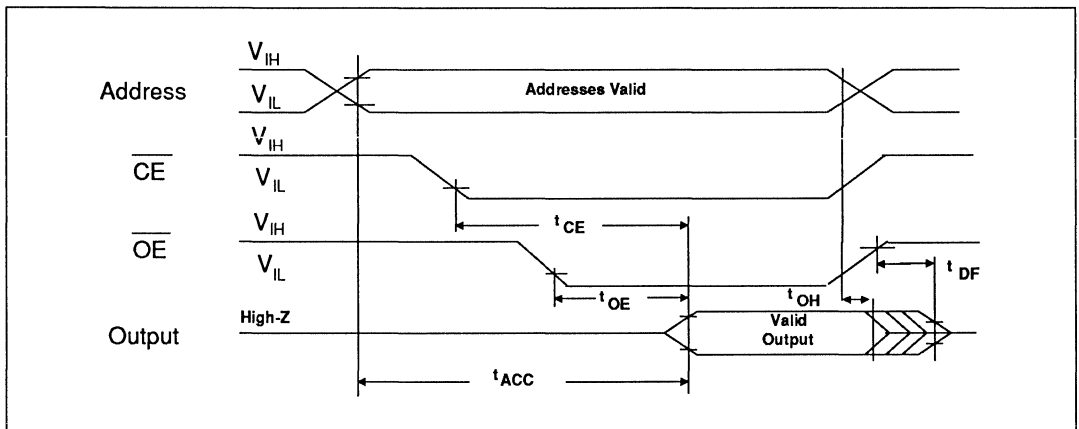 V_IH
Address
V_IL
Addresses Valid
V_IH
CE
V_IL
t_CE
V_IH
OE
V_IL
t_DF
t_OE
t_OH
High-Z
Output
Valid
Output
t_ACC